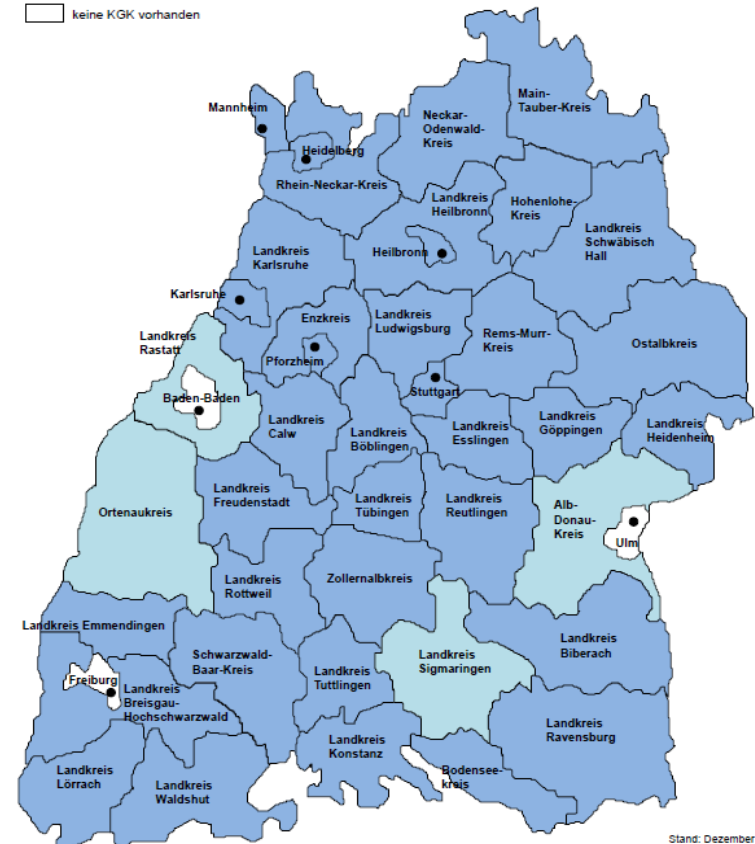 keine KGK vorhanden
Main-
Tauber-Kreis
Mannheim
Neckar-
Odenwald-
Kreis
Heidelberg
Rhein-Neckar-Kreis
Landkreis
Heilbronn
Hohenlohe-
Kreis
Landkreis
Schwäbisch
Hall
Landkreis
Karlsruhe
Heilbronn
Karlsruhe
Enzkreis
Landkreis
Ludwigsburg
Rems-Murr-
Kreis
Ostalbkreis
Landkreis
Rastatt
Pforzheim
Stuttgart
Baden-Baden
Landkreis
Calw
Landkreis
Böblingen
Landkreis
Esslingen
Landkreis
Göppingen
Landkreis
Heidenheim
Ortenaukreis
Landkreis
Freudenstadt
Landkreis
Tübingen
Landkreis
Reutlingen
Alb-
Donau-
Kreis
Ulm
Landkreis
Rottweil
Zollernalbkreis
Landkreis Emmendingen
Schwarzwald-
Baar-Kreis
Landkreis
Tuttlingen
Landkreis
Sigmaringen
Landkreis
Biberach
Freiburg
Landkreis
Breisgau-
Hochschwarzwald
Landkreis
Ravensburg
Landkreis
Konstanz
Bodensee-
kreis
Landkreis
Lörrach
Landkreis
Waldshut
Stand: Dezember